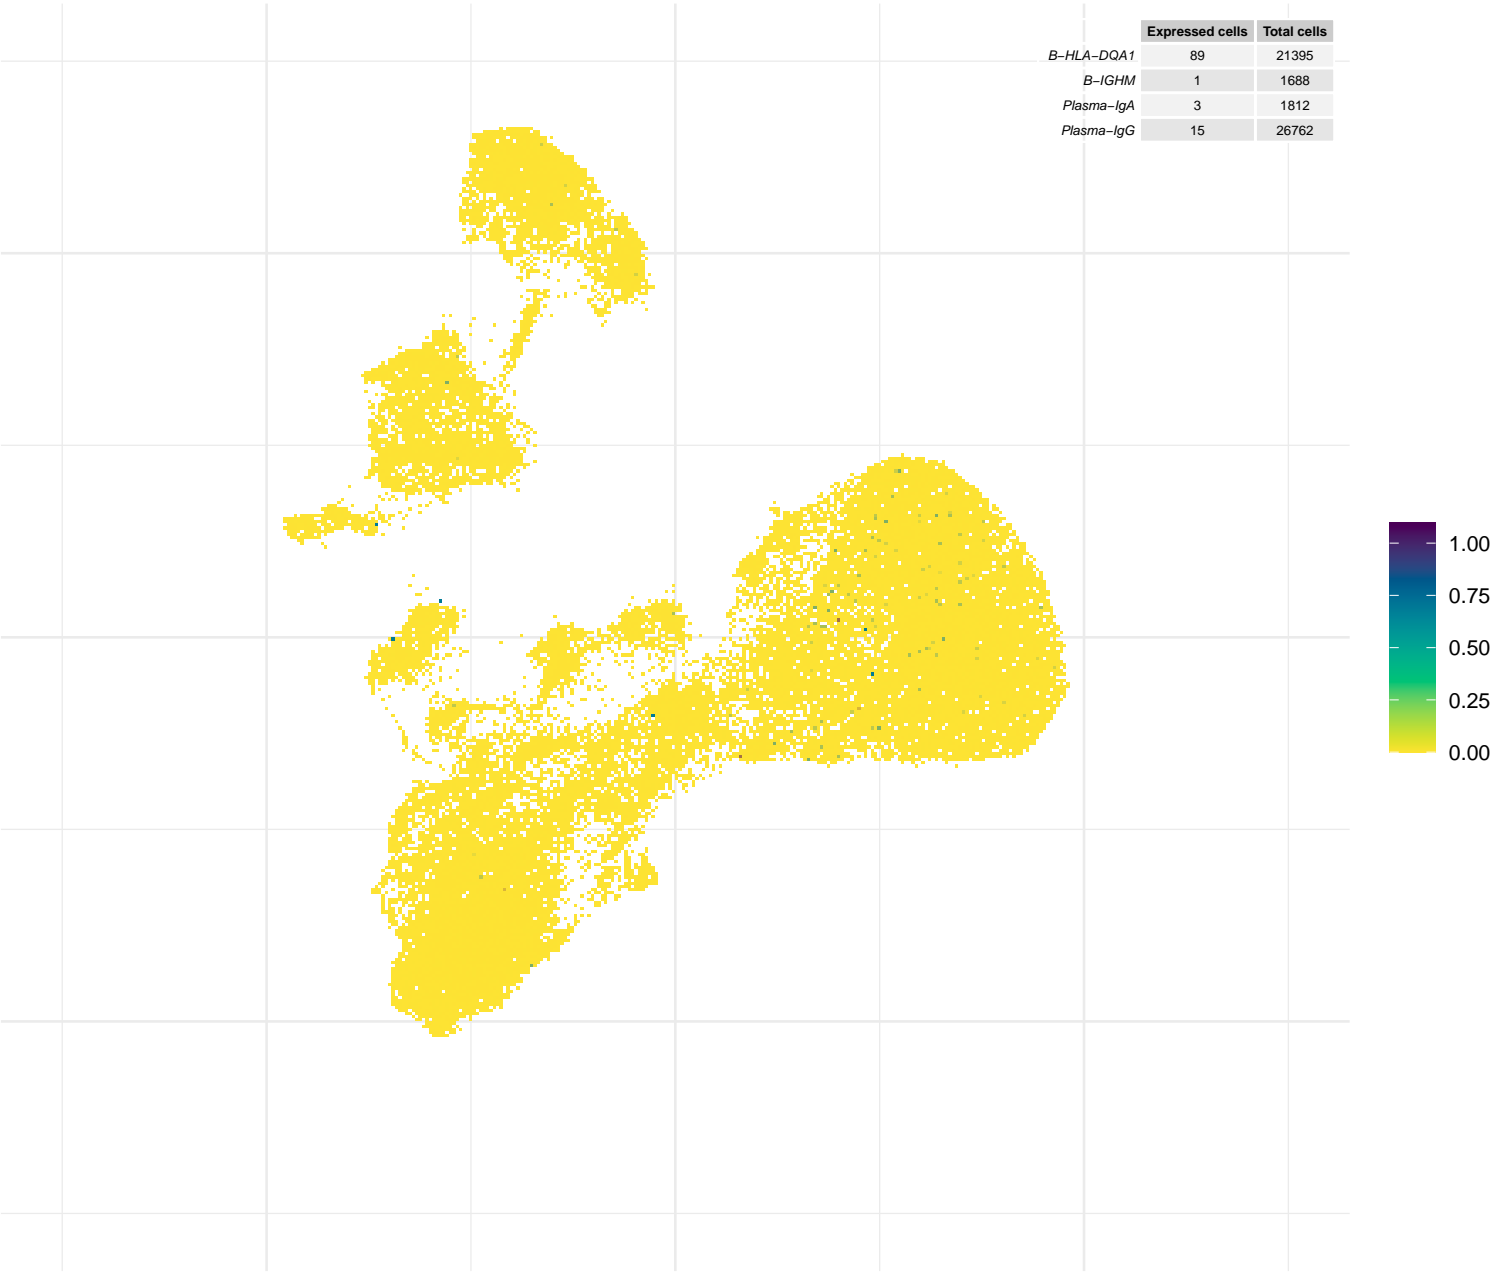 Expressed cells Total cells
B−HLA−DQA1 89 21395
B−IGHM 1 1688
Plasma−IgA 3 1812
Plasma−IgG 15 26762
1.00
0.75
0.50
0.25
0.00